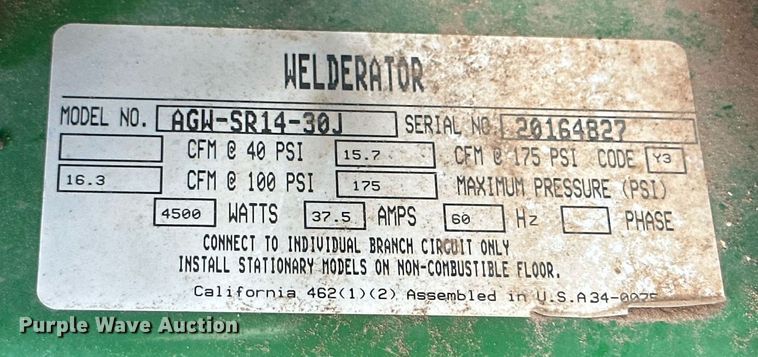 WELDERATOR
MODEL NO. AGW-SR14-30J SERIAL NO. 20164827
CFM @ 40 PSI 15.7 CFM @ 175 PSI CODE Y3
16.3 CFM @ 100 PSI 175 MAXIMUM PRESSURE (PSI)
4500 WATTS 37.5 AMPS 60 Hz PHASE
CONNECT TO INDIVIDUAL BRANCH CIRCUIT ONLY
INSTALL STATIONARY MODELS ON NON-COMBUSTIBLE FLOOR.
California 462(1)(2) Assembled in U.S.A 34-0075
Purple Wave Auction